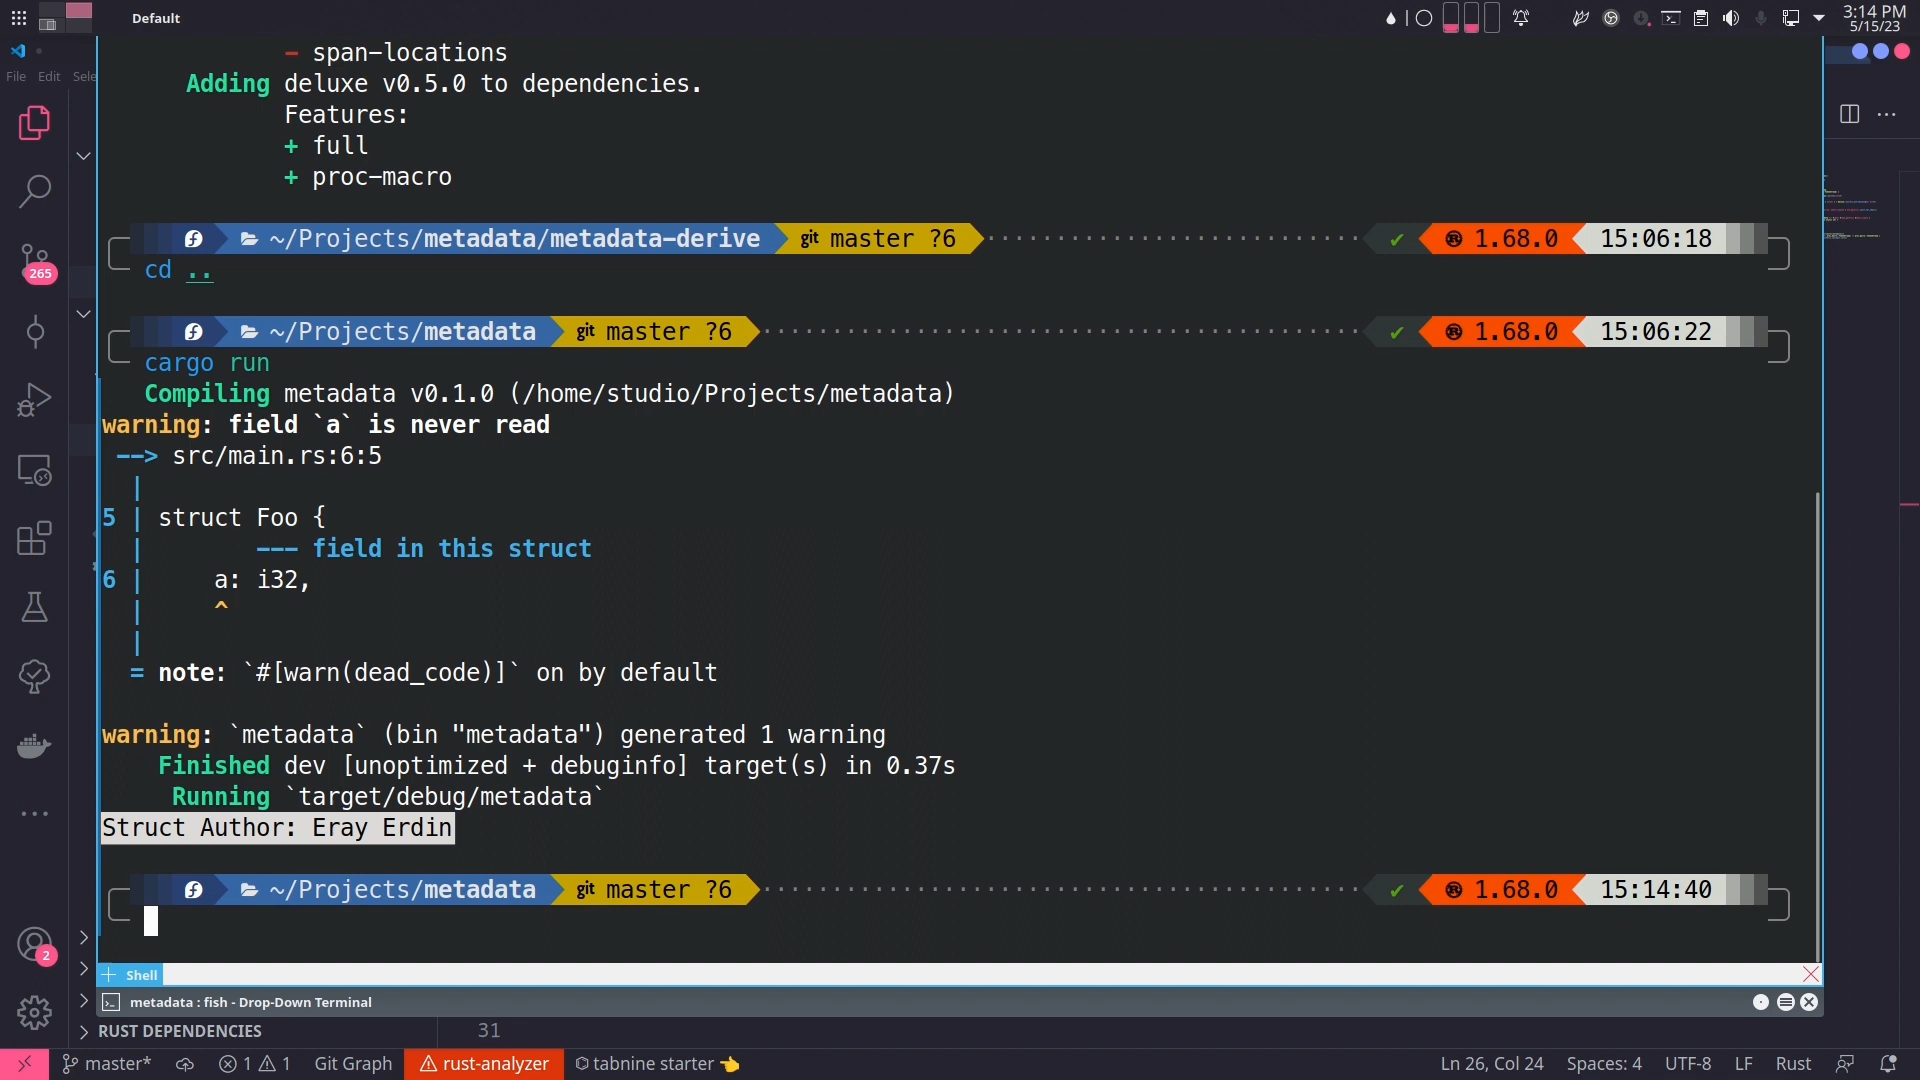 Default
3:14 PM
5/15/23
File Edit Sele
− span-locations
Adding deluxe v0.5.0 to dependencies.
Features:
+ full
+ proc-macro
~/Projects/metadata/metadata-derive git master ?6 ✔ 1.68.0 15:06:18
cd ..
~/Projects/metadata git master ?6 ✔ 1.68.0 15:06:22
cargo run
Compiling metadata v0.1.0 (/home/studio/Projects/metadata)
warning: field `a` is never read
--> src/main.rs:6:5
|
5 | struct Foo {
| --- field in this struct
6 | a: i32,
| ^
|
= note: `#[warn(dead_code)]` on by default
warning: `metadata` (bin "metadata") generated 1 warning
Finished dev [unoptimized + debuginfo] target(s) in 0.37s
Running `target/debug/metadata`
Struct Author: Eray Erdin
~/Projects/metadata git master ?6 ✔ 1.68.0 15:14:40
265
2
Shell
metadata : fish - Drop-Down Terminal
RUST DEPENDENCIES 31
master* 1 1 Git Graph rust-analyzer tabnine starter 👈 Ln 26, Col 24 Spaces: 4 UTF-8 LF Rust